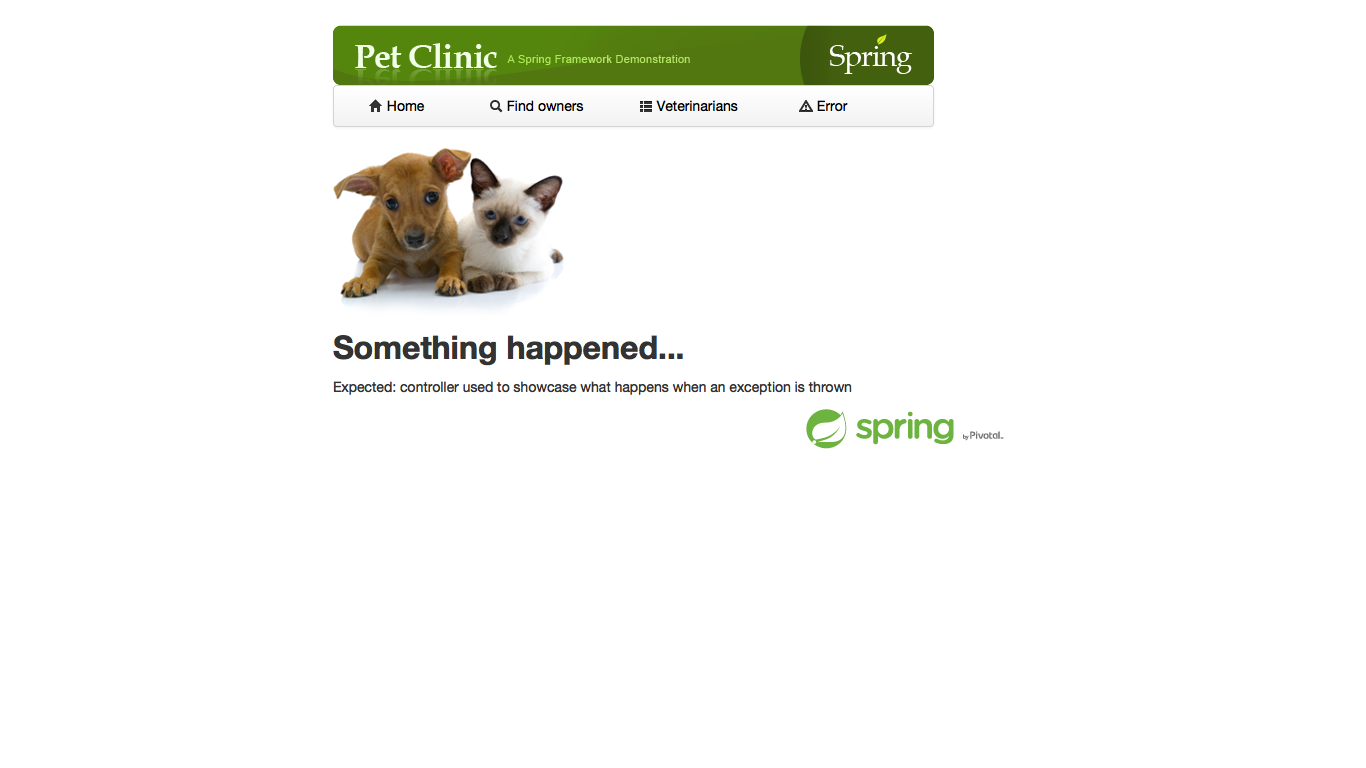 Pet Clinic A Spring Framework Demonstration Spring
Home Find owners Veterinarians Error
Something happened...
Expected: controller used to showcase what happens when an exception is thrown
spring by Pivotal